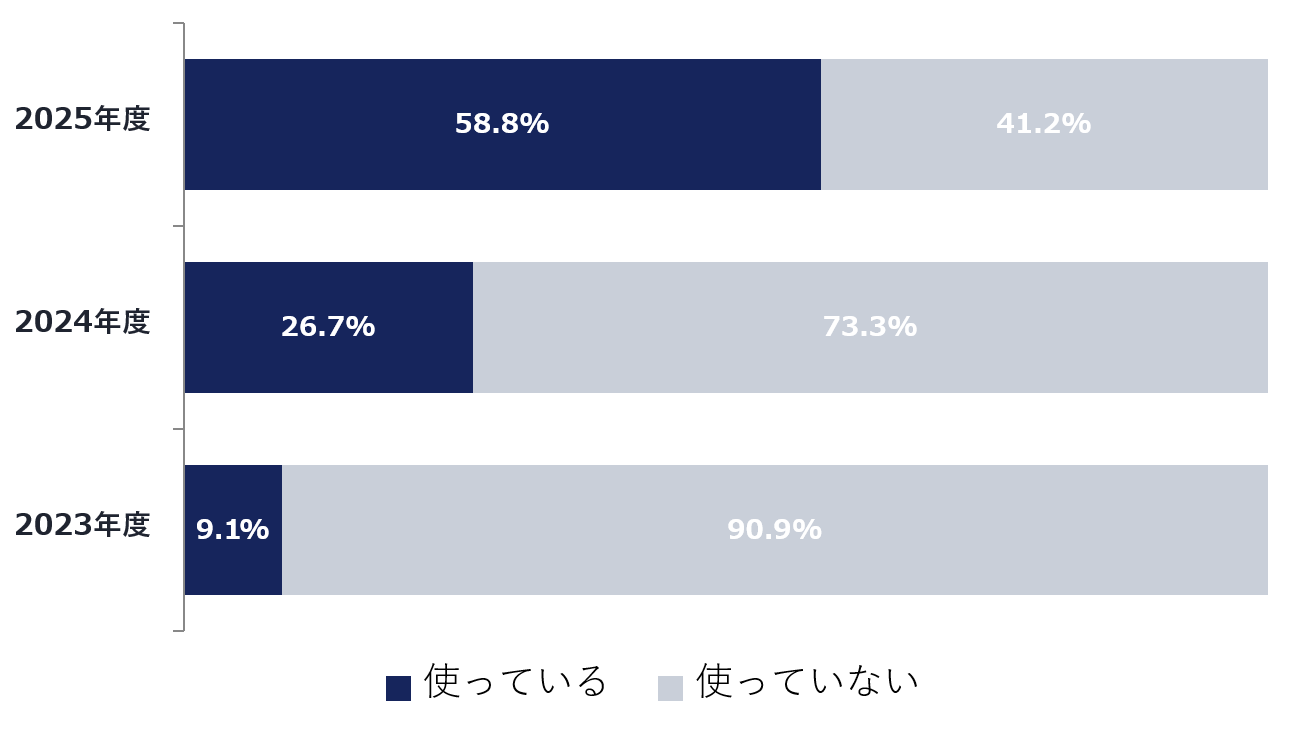 2025年度
58.8%
41.2%
2024年度
26.7%
73.3%
2023年度
9.1%
90.9%
使っている
使っていない